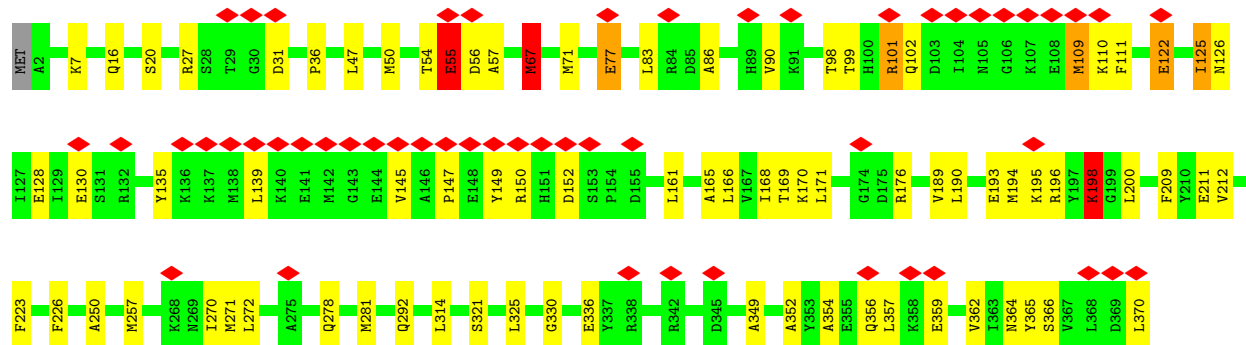 MET A2 K7 Q16 S20 R27 S28 T29 G30 D31 P36 L47 M50 T54 E55 D56 A57 M67 M71 E77 L83 R84 D85 A86 H89 V90 K91 T98 T99 H100 R101 Q102 D103 I104 N105 G106 K107 E108 M109 K110 F111 E122 I125 N126
I127 E128 I129 E130 S131 R132 Y135 K136 K137 M138 L139 K140 E141 M142 G143 E144 V145 A146 P147 E148 Y149 R150 H151 D152 S153 P154 D155 L161 A165 L166 V167 I168 T169 K170 L171 G174 D175 R176 V189 L190 E193 M194 K195 R196 Y197 K198 G199 L200 F209 Y210 E211 V212
F223 F226 A250 M257 K268 N269 I270 M271 L272 A275 Q278 M281 Q292 L314 S321 L325 G330 E336 Y337 R338 R342 D345 A349 A352 Y353 A354 E355 Q356 L357 K358 E359 V362 I363 N364 Y365 S366 V367 L368 D369 L370